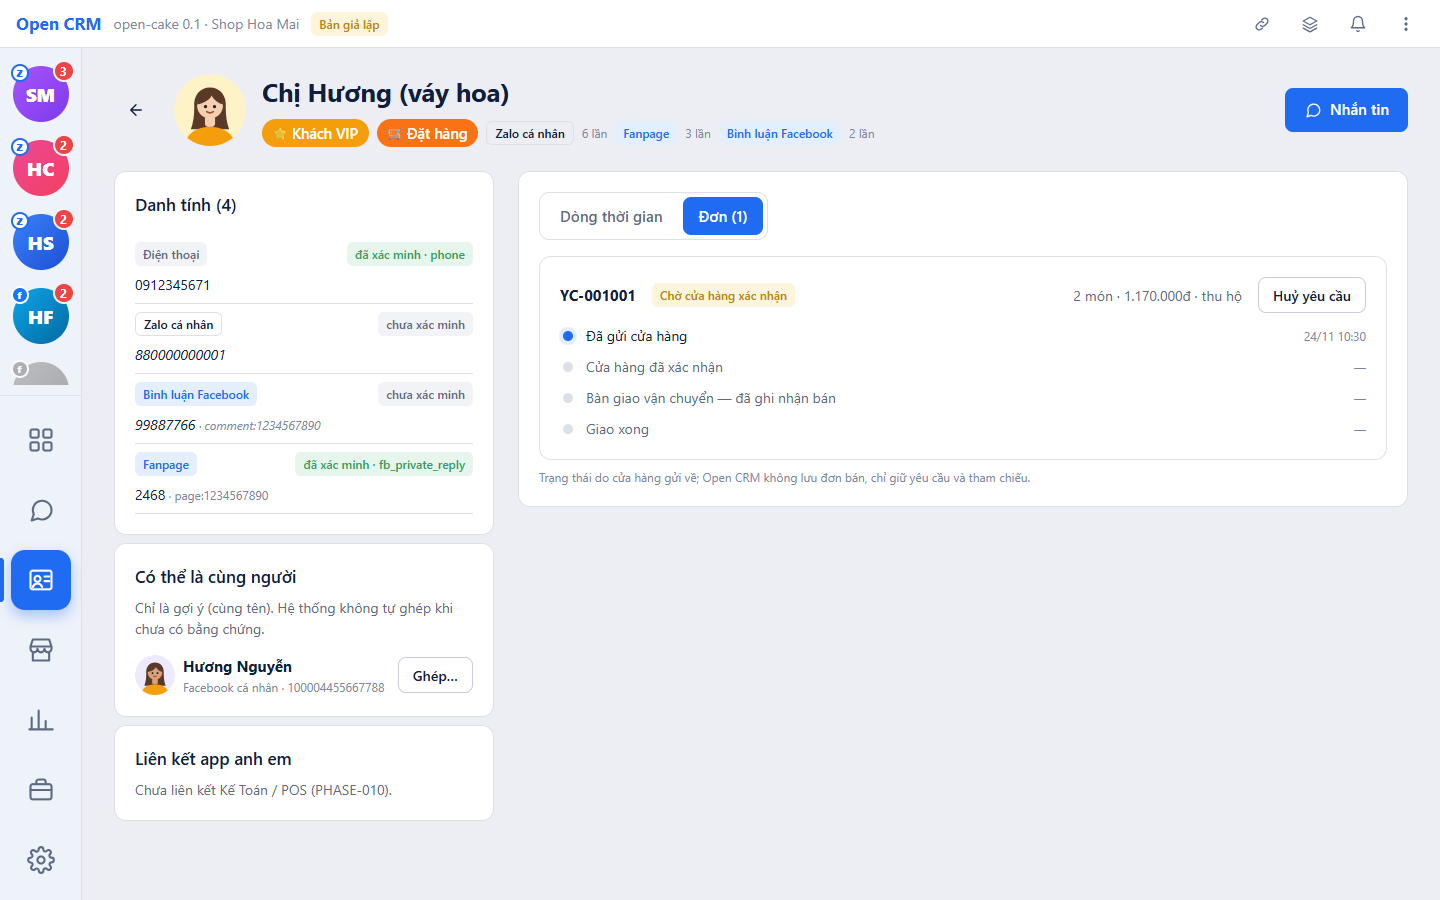 Open CRM open-cake 0.1 · Shop Hoa Mai Bản giả lập
z 3
SM
z 2
HC
z 2
HS
f 2
HF
f
Chị Hương (váy hoa)
Khách VIP Đặt hàng Zalo cá nhân 6 lần Fanpage 3 lần Bình luận Facebook 2 lần
Nhắn tin
Danh tính (4)
Điện thoại đã xác minh · phone
0912345671
Zalo cá nhân chưa xác minh
880000000001
Bình luận Facebook chưa xác minh
99887766 · comment:1234567890
Fanpage đã xác minh · fb_private_reply
2468 · page:1234567890
Có thể là cùng người
Chỉ là gợi ý (cùng tên). Hệ thống không tự ghép khi
chưa có bằng chứng.
Hương Nguyễn
Facebook cá nhân · 100004455667788
Ghép...
Liên kết app anh em
Chưa liên kết Kế Toán / POS (PHASE-010).
Dòng thời gian Đơn (1)
YC-001001 Chờ cửa hàng xác nhận 2 món · 1.170.000đ · thu hộ Huỷ yêu cầu
Đã gửi cửa hàng 24/11 10:30
Cửa hàng đã xác nhận —
Bàn giao vận chuyển — đã ghi nhận bán —
Giao xong —
Trạng thái do cửa hàng gửi về; Open CRM không lưu đơn bán, chỉ giữ yêu cầu và tham chiếu.